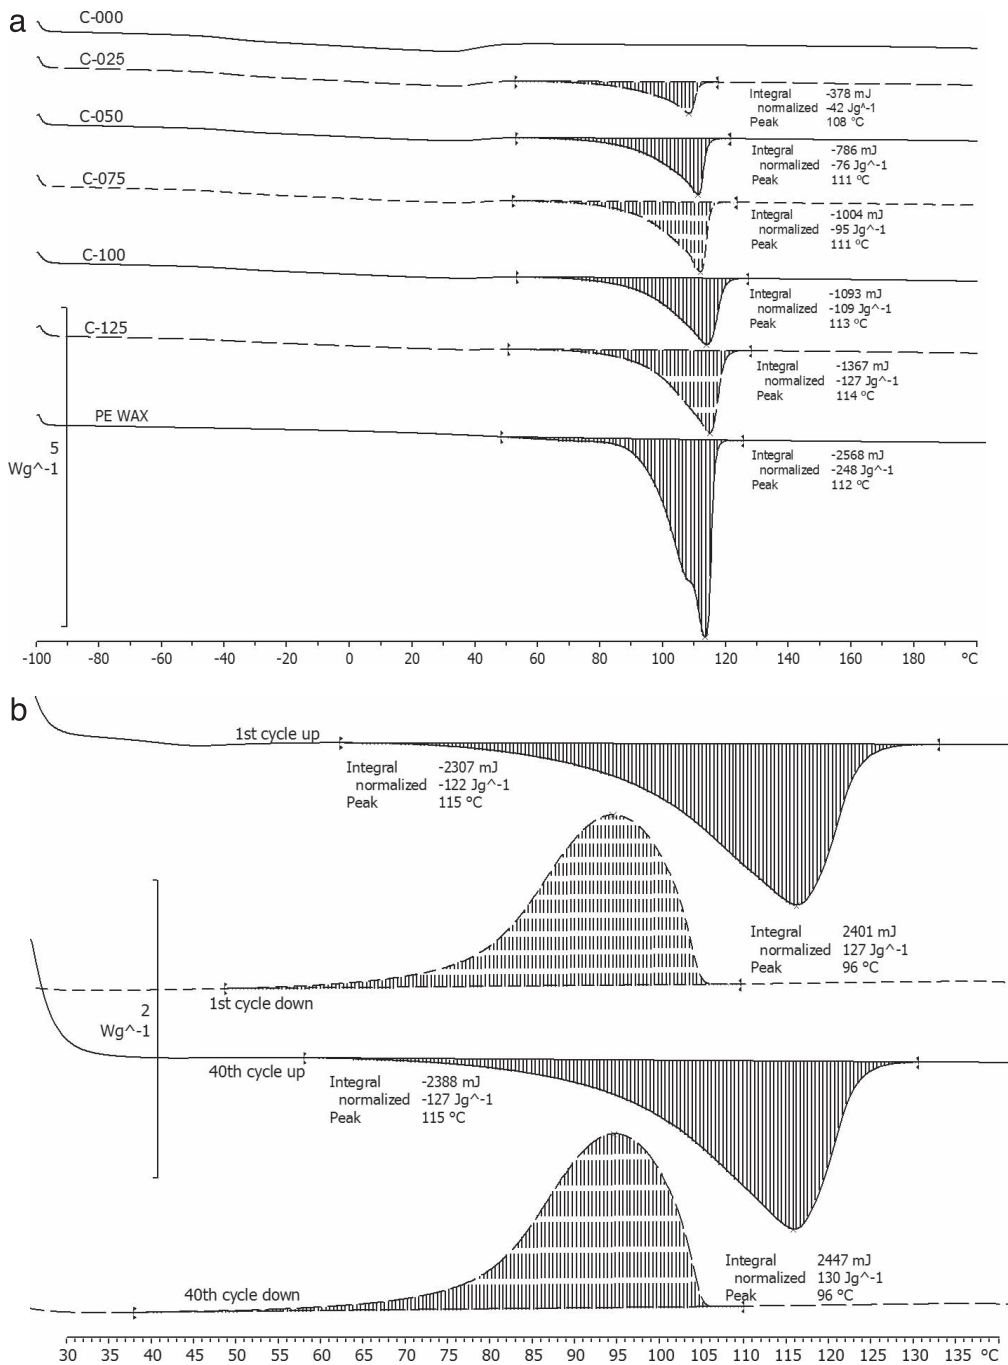 a
C-000
C-025
Integral -378 mJ
normalized -42 Jg^-1
Peak 108 °C
C-050
Integral -786 mJ
normalized -76 Jg^-1
Peak 111 °C
C-075
Integral -1004 mJ
normalized -95 Jg^-1
Peak 111 °C
C-100
Integral -1093 mJ
normalized -109 Jg^-1
Peak 113 °C
C-125
Integral -1367 mJ
normalized -127 Jg^-1
Peak 114 °C
PE WAX
5
Wg^-1
Integral -2568 mJ
normalized -248 Jg^-1
Peak 112 °C
-100 -80 -60 -40 -20 0 20 40 60 80 100 120 140 160 180 °C
b
1st cycle up
Integral -2307 mJ
normalized -122 Jg^-1
Peak 115 °C
Integral 2401 mJ
normalized 127 Jg^-1
Peak 96 °C
1st cycle down
2
Wg^-1
40th cycle up
Integral -2388 mJ
normalized -127 Jg^-1
Peak 115 °C
Integral 2447 mJ
normalized 130 Jg^-1
Peak 96 °C
40th cycle down
30 35 40 45 50 55 60 65 70 75 80 85 90 95 100 105 110 115 120 125 130 135 °C